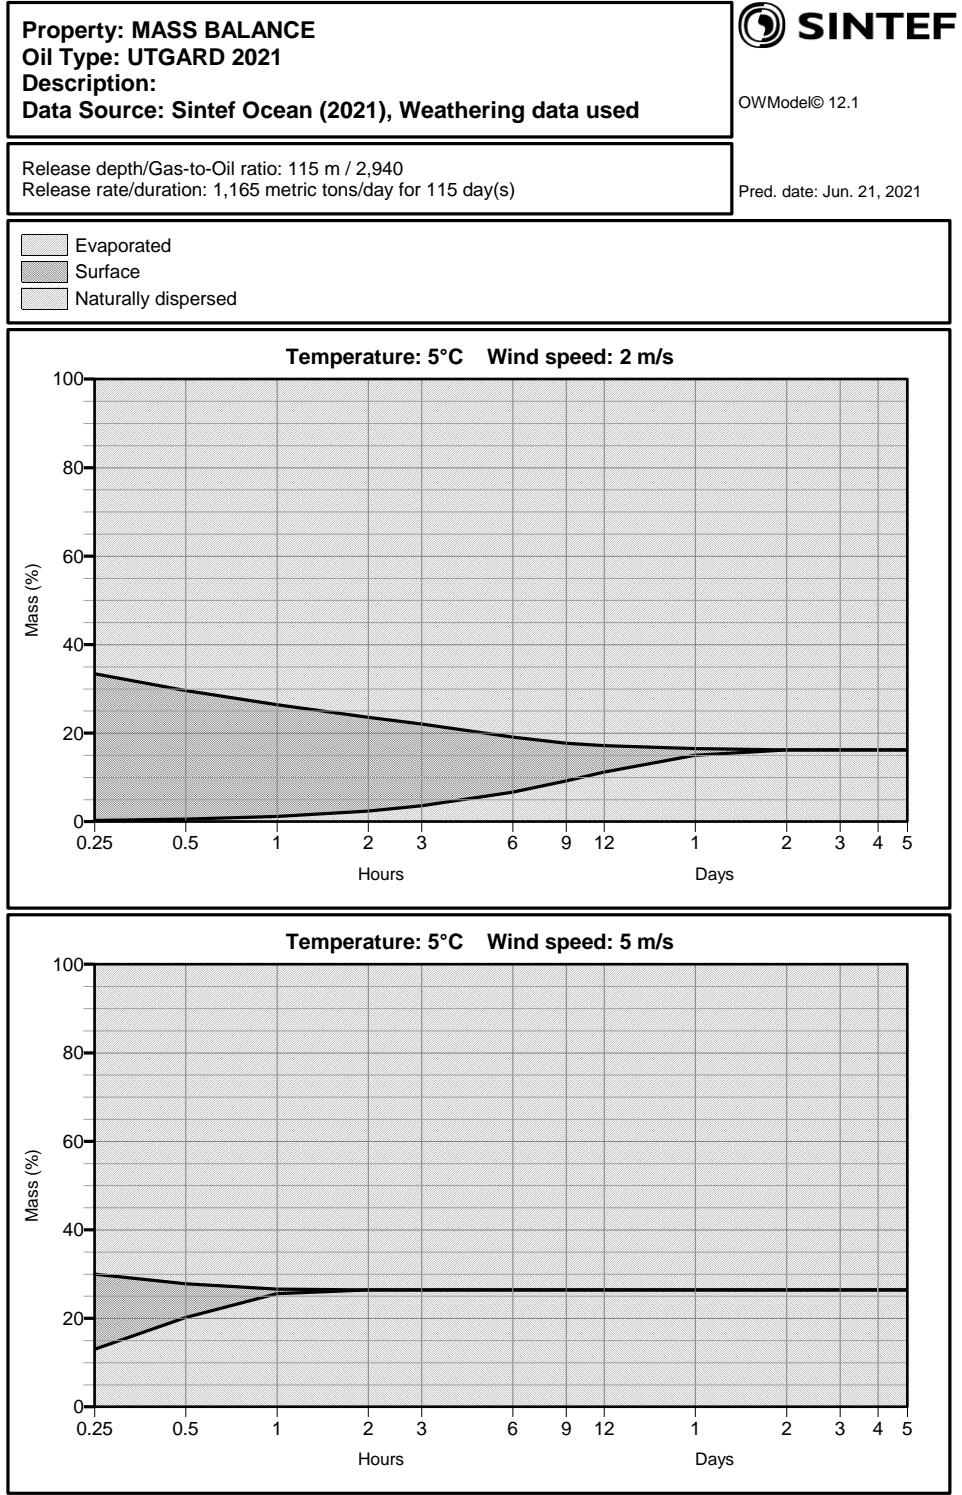 Property: MASS BALANCE
Oil Type: UTGARD 2021
Description:
Data Source: Sintef Ocean (2021), Weathering data used
SINTEF
OWModel© 12.1
Release depth/Gas-to-Oil ratio: 115 m / 2,940
Release rate/duration: 1,165 metric tons/day for 115 day(s)
Pred. date: Jun. 21, 2021
Evaporated
Surface
Naturally dispersed
Temperature: 5°C Wind speed: 2 m/s
100
80
60
40
20
0
Mass (%)
0.25 0.5 1 2 3 6 9 12 1 2 3 4 5
Hours Days
Temperature: 5°C Wind speed: 5 m/s
100
80
60
40
20
0
Mass (%)
0.25 0.5 1 2 3 6 9 12 1 2 3 4 5
Hours Days